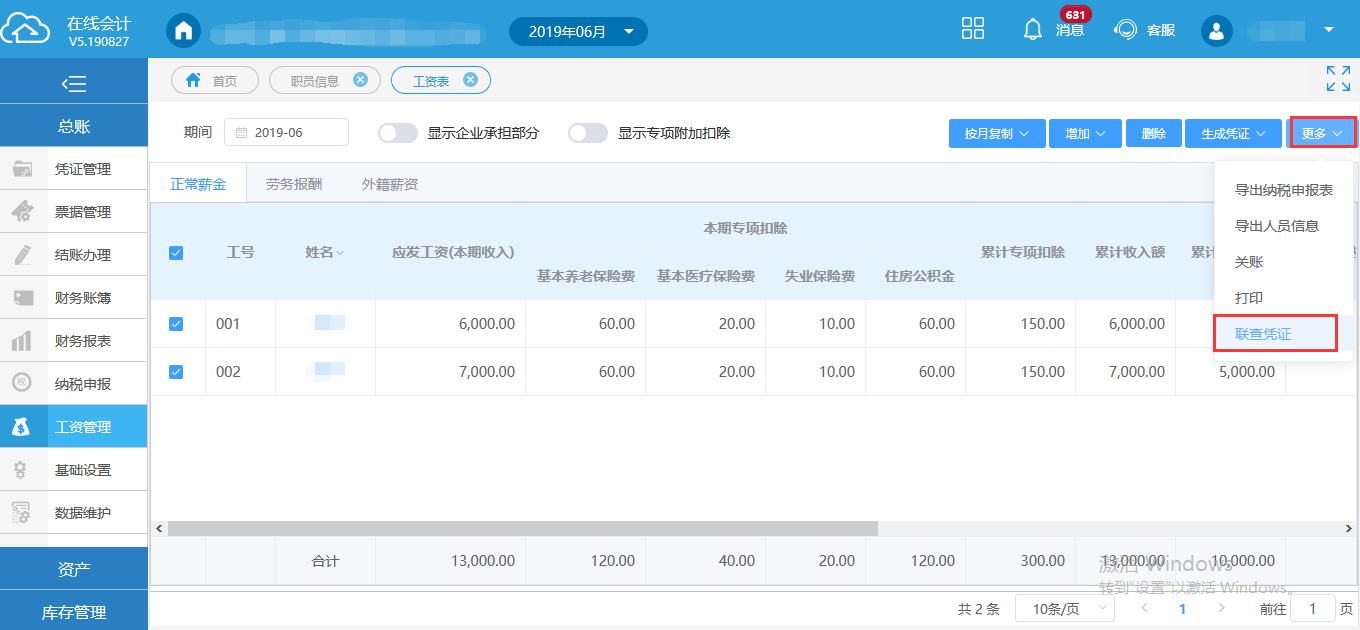 在线会计
V5.190827
2019年06月
631
消息
客服
首页
职员信息
工资表
期间 2019-06 显示企业承担部分 显示专项附加扣除
按月复制 增加 删除 生成凭证 更多
总账
凭证管理
票据管理
结账办理
财务账簿
财务报表
纳税申报
工资管理
基础设置
数据维护
资产
库存管理
正常薪金 劳务报酬 外籍薪资
导出纳税申报表
导出人员信息
关账
打印
联查凭证
本期专项扣除
工号 姓名 应发工资(本期收入) 累计专项扣除 累计收入额 累计
基本养老保险费 基本医疗保险费 失业保险费 住房公积金
001 6,000.00 60.00 20.00 10.00 60.00 150.00 6,000.00
002 7,000.00 60.00 20.00 10.00 60.00 150.00 7,000.00 5,000.00
合计 13,000.00 120.00 40.00 20.00 120.00 300.00 13,000.00 10,000.00
激活 Windows
转到"设置"以激活 Windows。
共 2 条 10条/页 1 前往 1 页